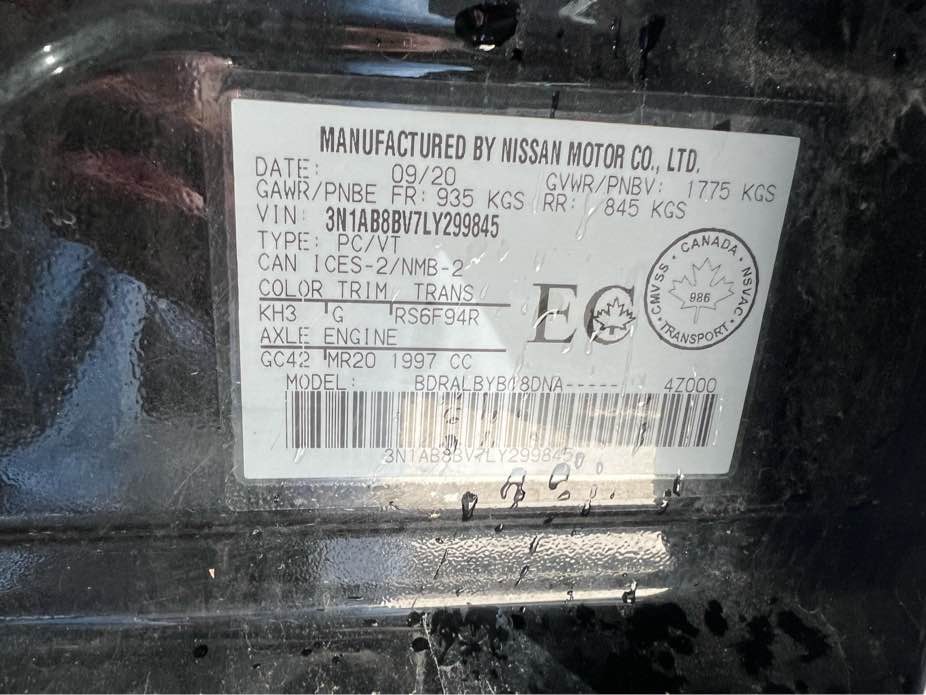 MANUFACTURED BY NISSAN MOTOR CO., LTD.
DATE: 09/20 GVWR/PNBV: 1775 KGS
GAWR/PNBE FR: 935 KGS RR: 845 KGS
VIN: 3N1AB8BV7LY299845
TYPE: PC/VT
CAN ICES-2/NMB-2
COLOR TRIM TRANS
KH3 G RS6F94R
AXLE ENGINE
GC42 MR20 1997 CC
MODEL: BDRALBYB18DNA----- 4Z000
3N1AB8BV7LY299845
EC
CANADA
CMVSS NSVAC
986
TRANSPORT